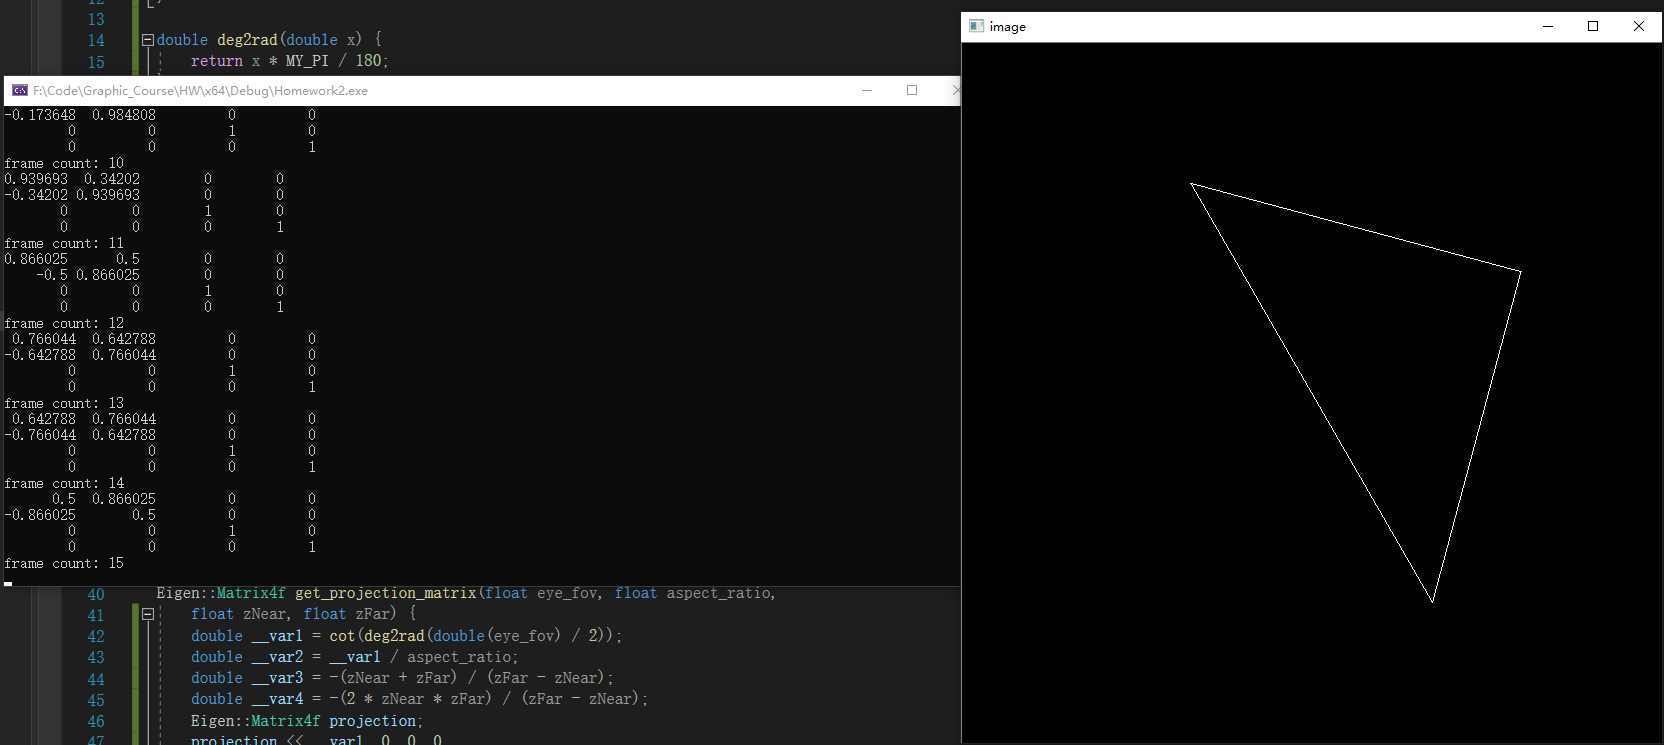 12
13
14 double deg2rad(double x) {
15 return x * MY_PI / 180;
F:\Code\Graphic_Course\HW\x64\Debug\Homework2.exe
-0.173648 0.984808 0 0
0 0 1 0
0 0 0 1
frame count: 10
0.939693 0.34202 0 0
-0.34202 0.939693 0 0
0 0 1 0
0 0 0 1
frame count: 11
0.866025 0.5 0 0
-0.5 0.866025 0 0
0 0 1 0
0 0 0 1
frame count: 12
0.766044 0.642788 0 0
-0.642788 0.766044 0 0
0 0 1 0
0 0 0 1
frame count: 13
0.642788 0.766044 0 0
-0.766044 0.642788 0 0
0 0 1 0
0 0 0 1
frame count: 14
0.5 0.866025 0 0
-0.866025 0.5 0 0
0 0 1 0
0 0 0 1
frame count: 15
40 Eigen::Matrix4f get_projection_matrix(float eye_fov, float aspect_ratio,
41 float zNear, float zFar) {
42 double __var1 = cot(deg2rad(double(eye_fov) / 2));
43 double __var2 = __var1 / aspect_ratio;
44 double __var3 = -(zNear + zFar) / (zFar - zNear);
45 double __var4 = -(2 * zNear * zFar) / (zFar - zNear);
46 Eigen::Matrix4f projection;
47 projection << __var1, 0, 0, 0,
image